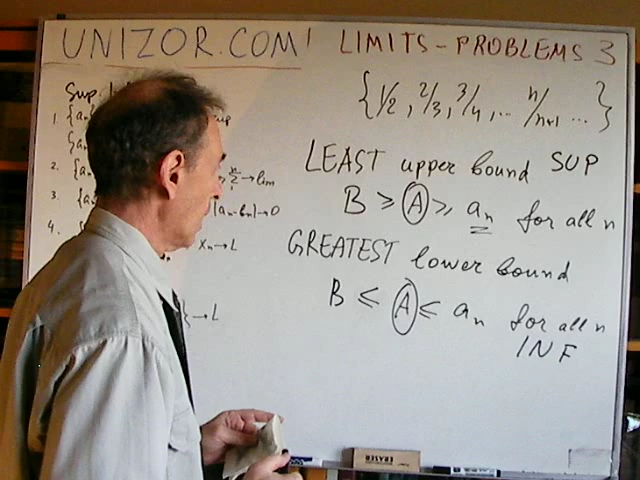 UNIZOR.COM LIMITS-PROBLEMS 3
Sup.
{1/2, 2/3, 3/4, ... n/n+1 ... }
1. {a
LEAST upper bound SUP
2. {a → lim
B ≥ A ≥ an for all n
3. |an-bn|→0
GREATEST lower bound
4. xn → L
B ≤ A ≤ an for all n
} → L
INF
ERASER